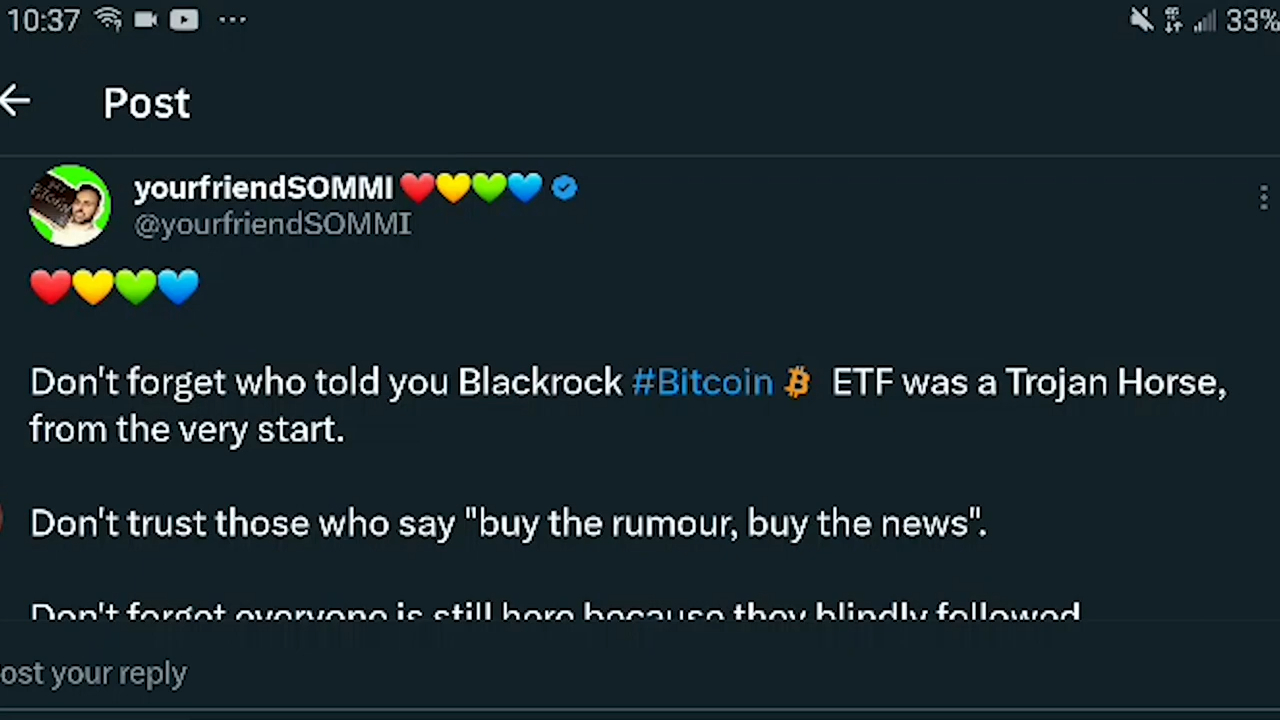 10:37 33%
Post
yourfriendSOMMI
@yourfriendSOMMI
Don't forget who told you Blackrock #Bitcoin ETF was a Trojan Horse,
from the very start.
Don't trust those who say "buy the rumour, buy the news".
Don't forget everyone is still here because they blindly followed
ost your reply